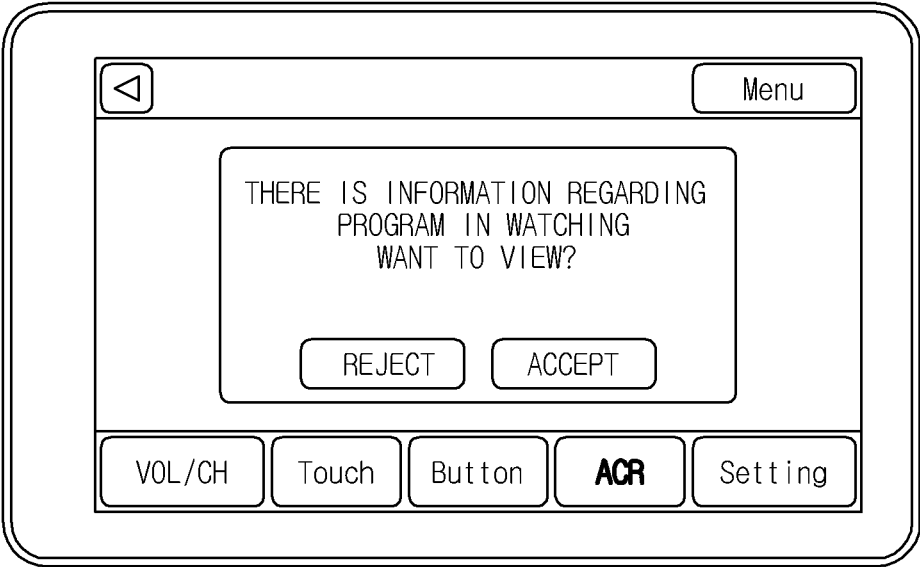 Menu
THERE IS INFORMATION REGARDING
PROGRAM IN WATCHING
WANT TO VIEW?
REJECT ACCEPT
VOL/CH Touch Button ACR Setting